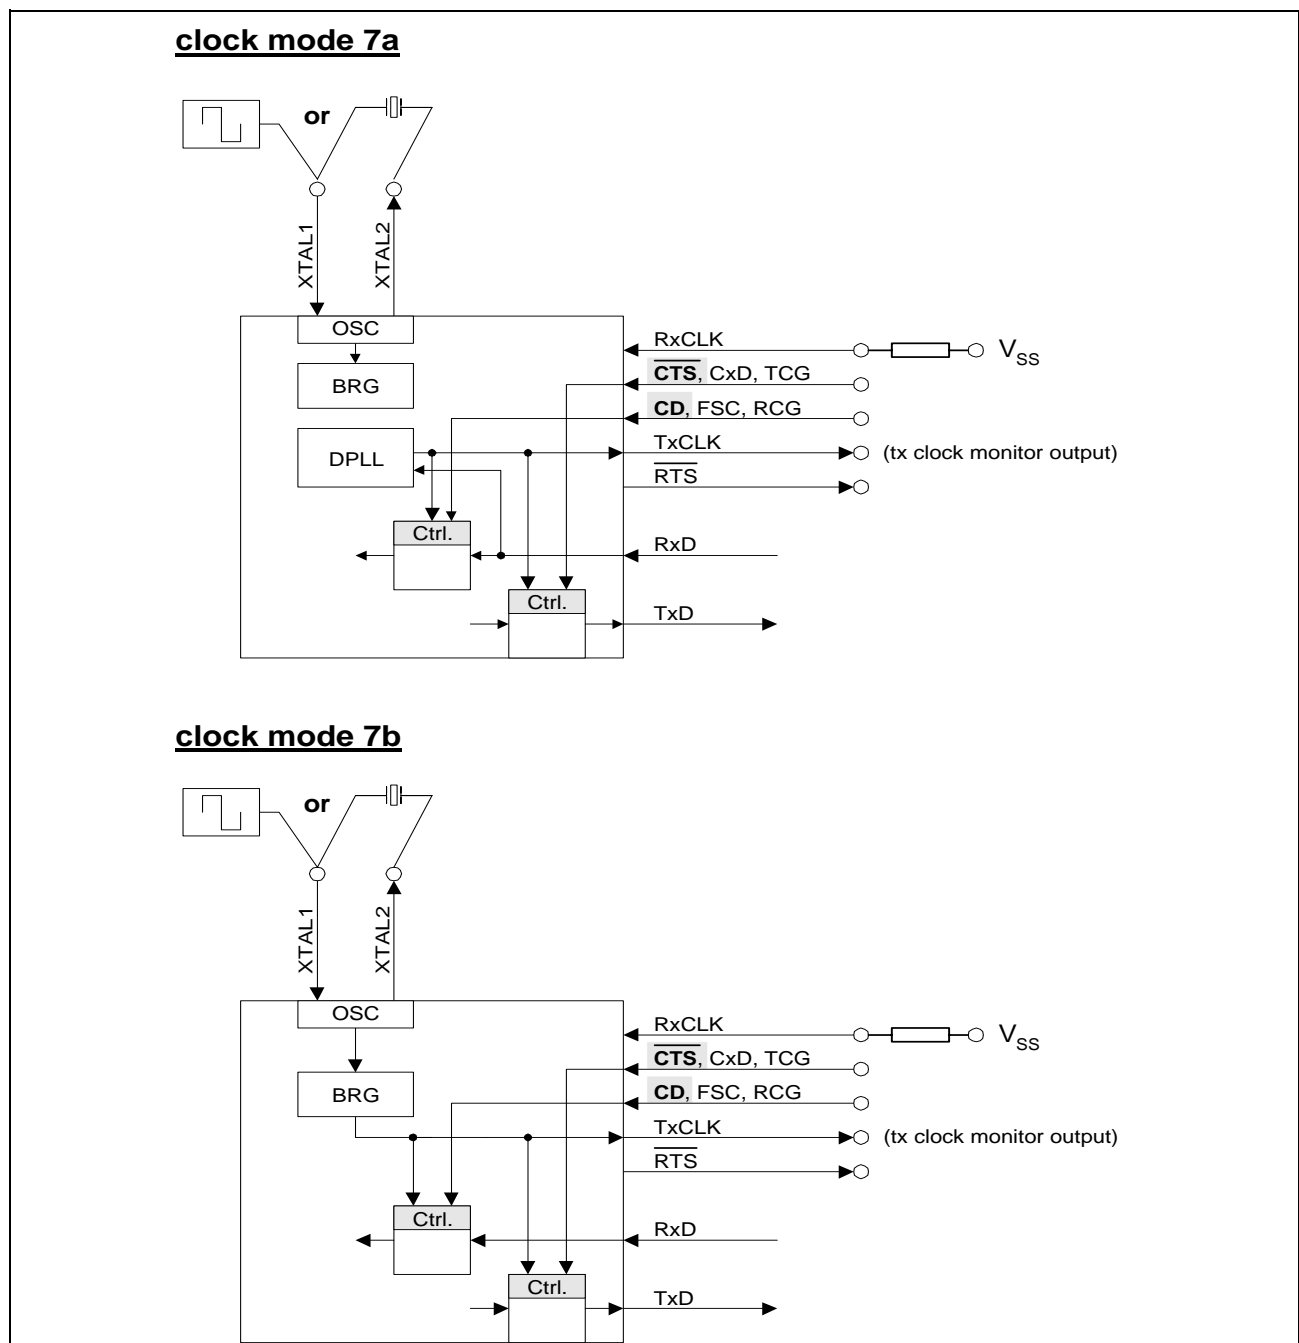 clock mode 7a
or
XTAL1
XTAL2
OSC
BRG
DPLL
Ctrl.
Ctrl.
RxCLK
VSS
CTS, CxD, TCG
CD, FSC, RCG
TxCLK
(tx clock monitor output)
RTS
RxD
TxD
clock mode 7b
or
XTAL1
XTAL2
OSC
BRG
Ctrl.
Ctrl.
RxCLK
VSS
CTS, CxD, TCG
CD, FSC, RCG
TxCLK
(tx clock monitor output)
RTS
RxD
TxD